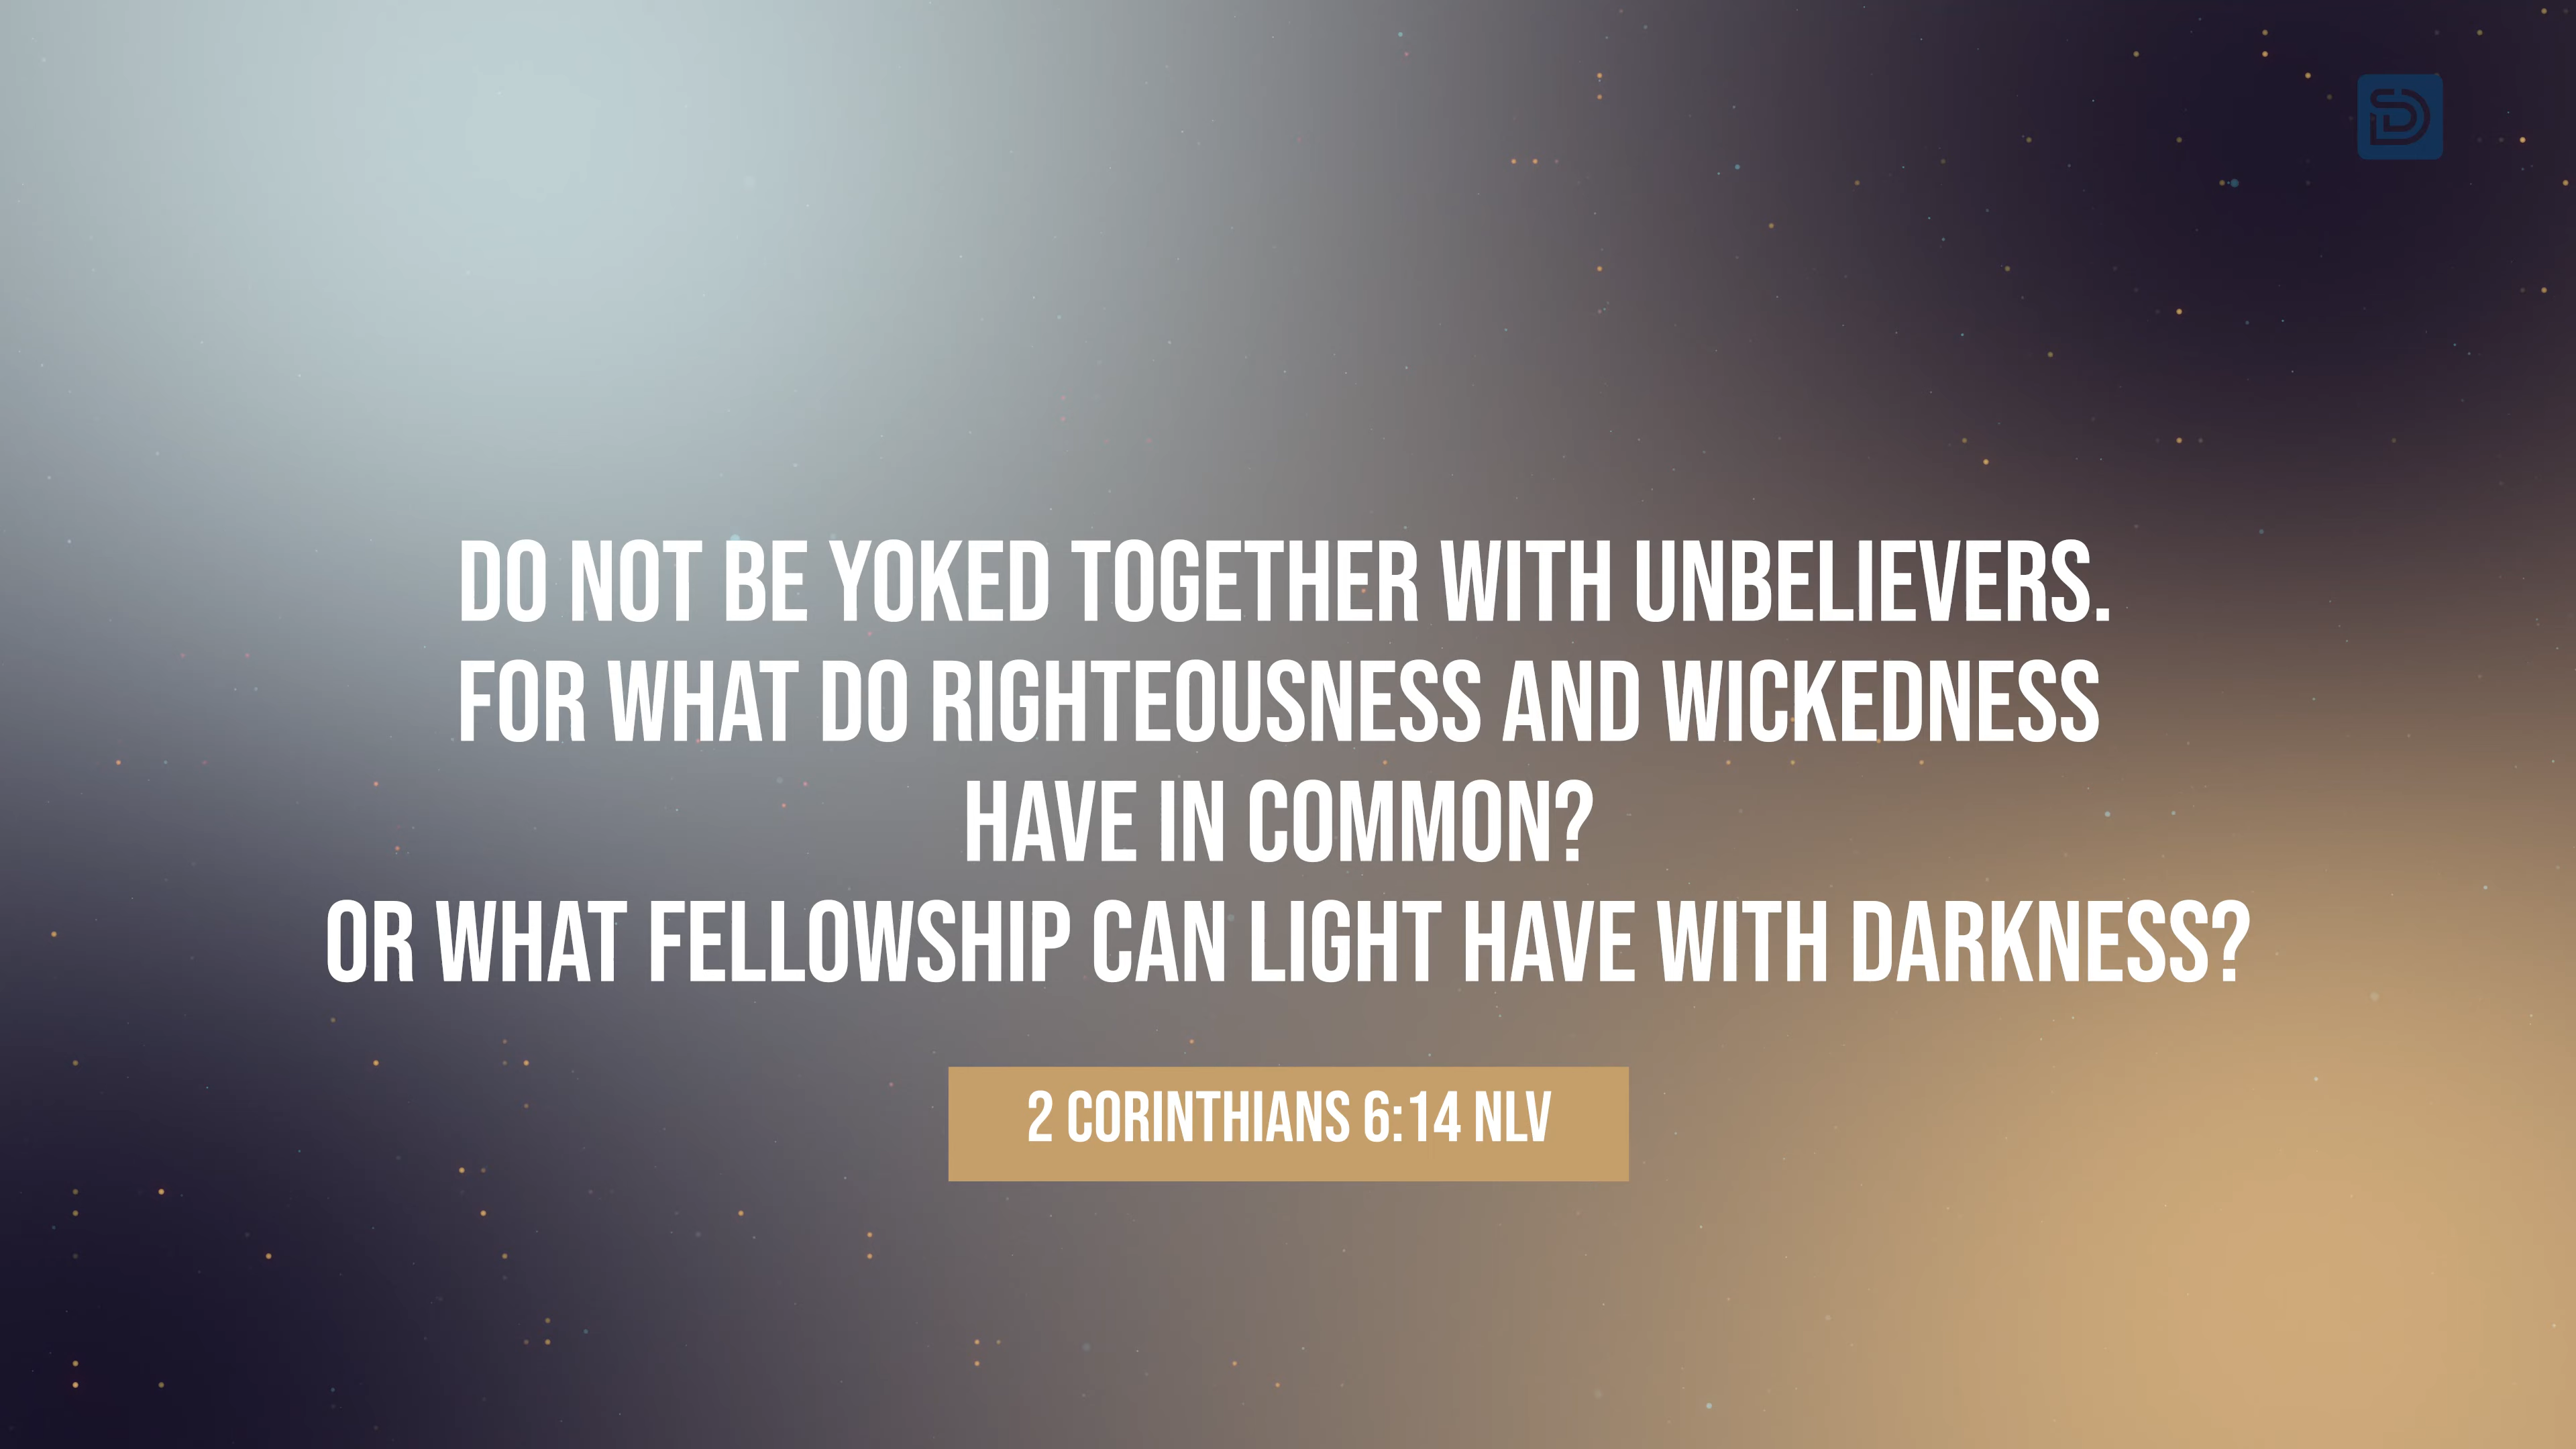 DO NOT BE YOKED TOGETHER WITH UNBELIEVERS.
FOR WHAT DO RIGHTEOUSNESS AND WICKEDNESS
HAVE IN COMMON?
OR WHAT FELLOWSHIP CAN LIGHT HAVE WITH DARKNESS?
2 CORINTHIANS 6:14 NLV